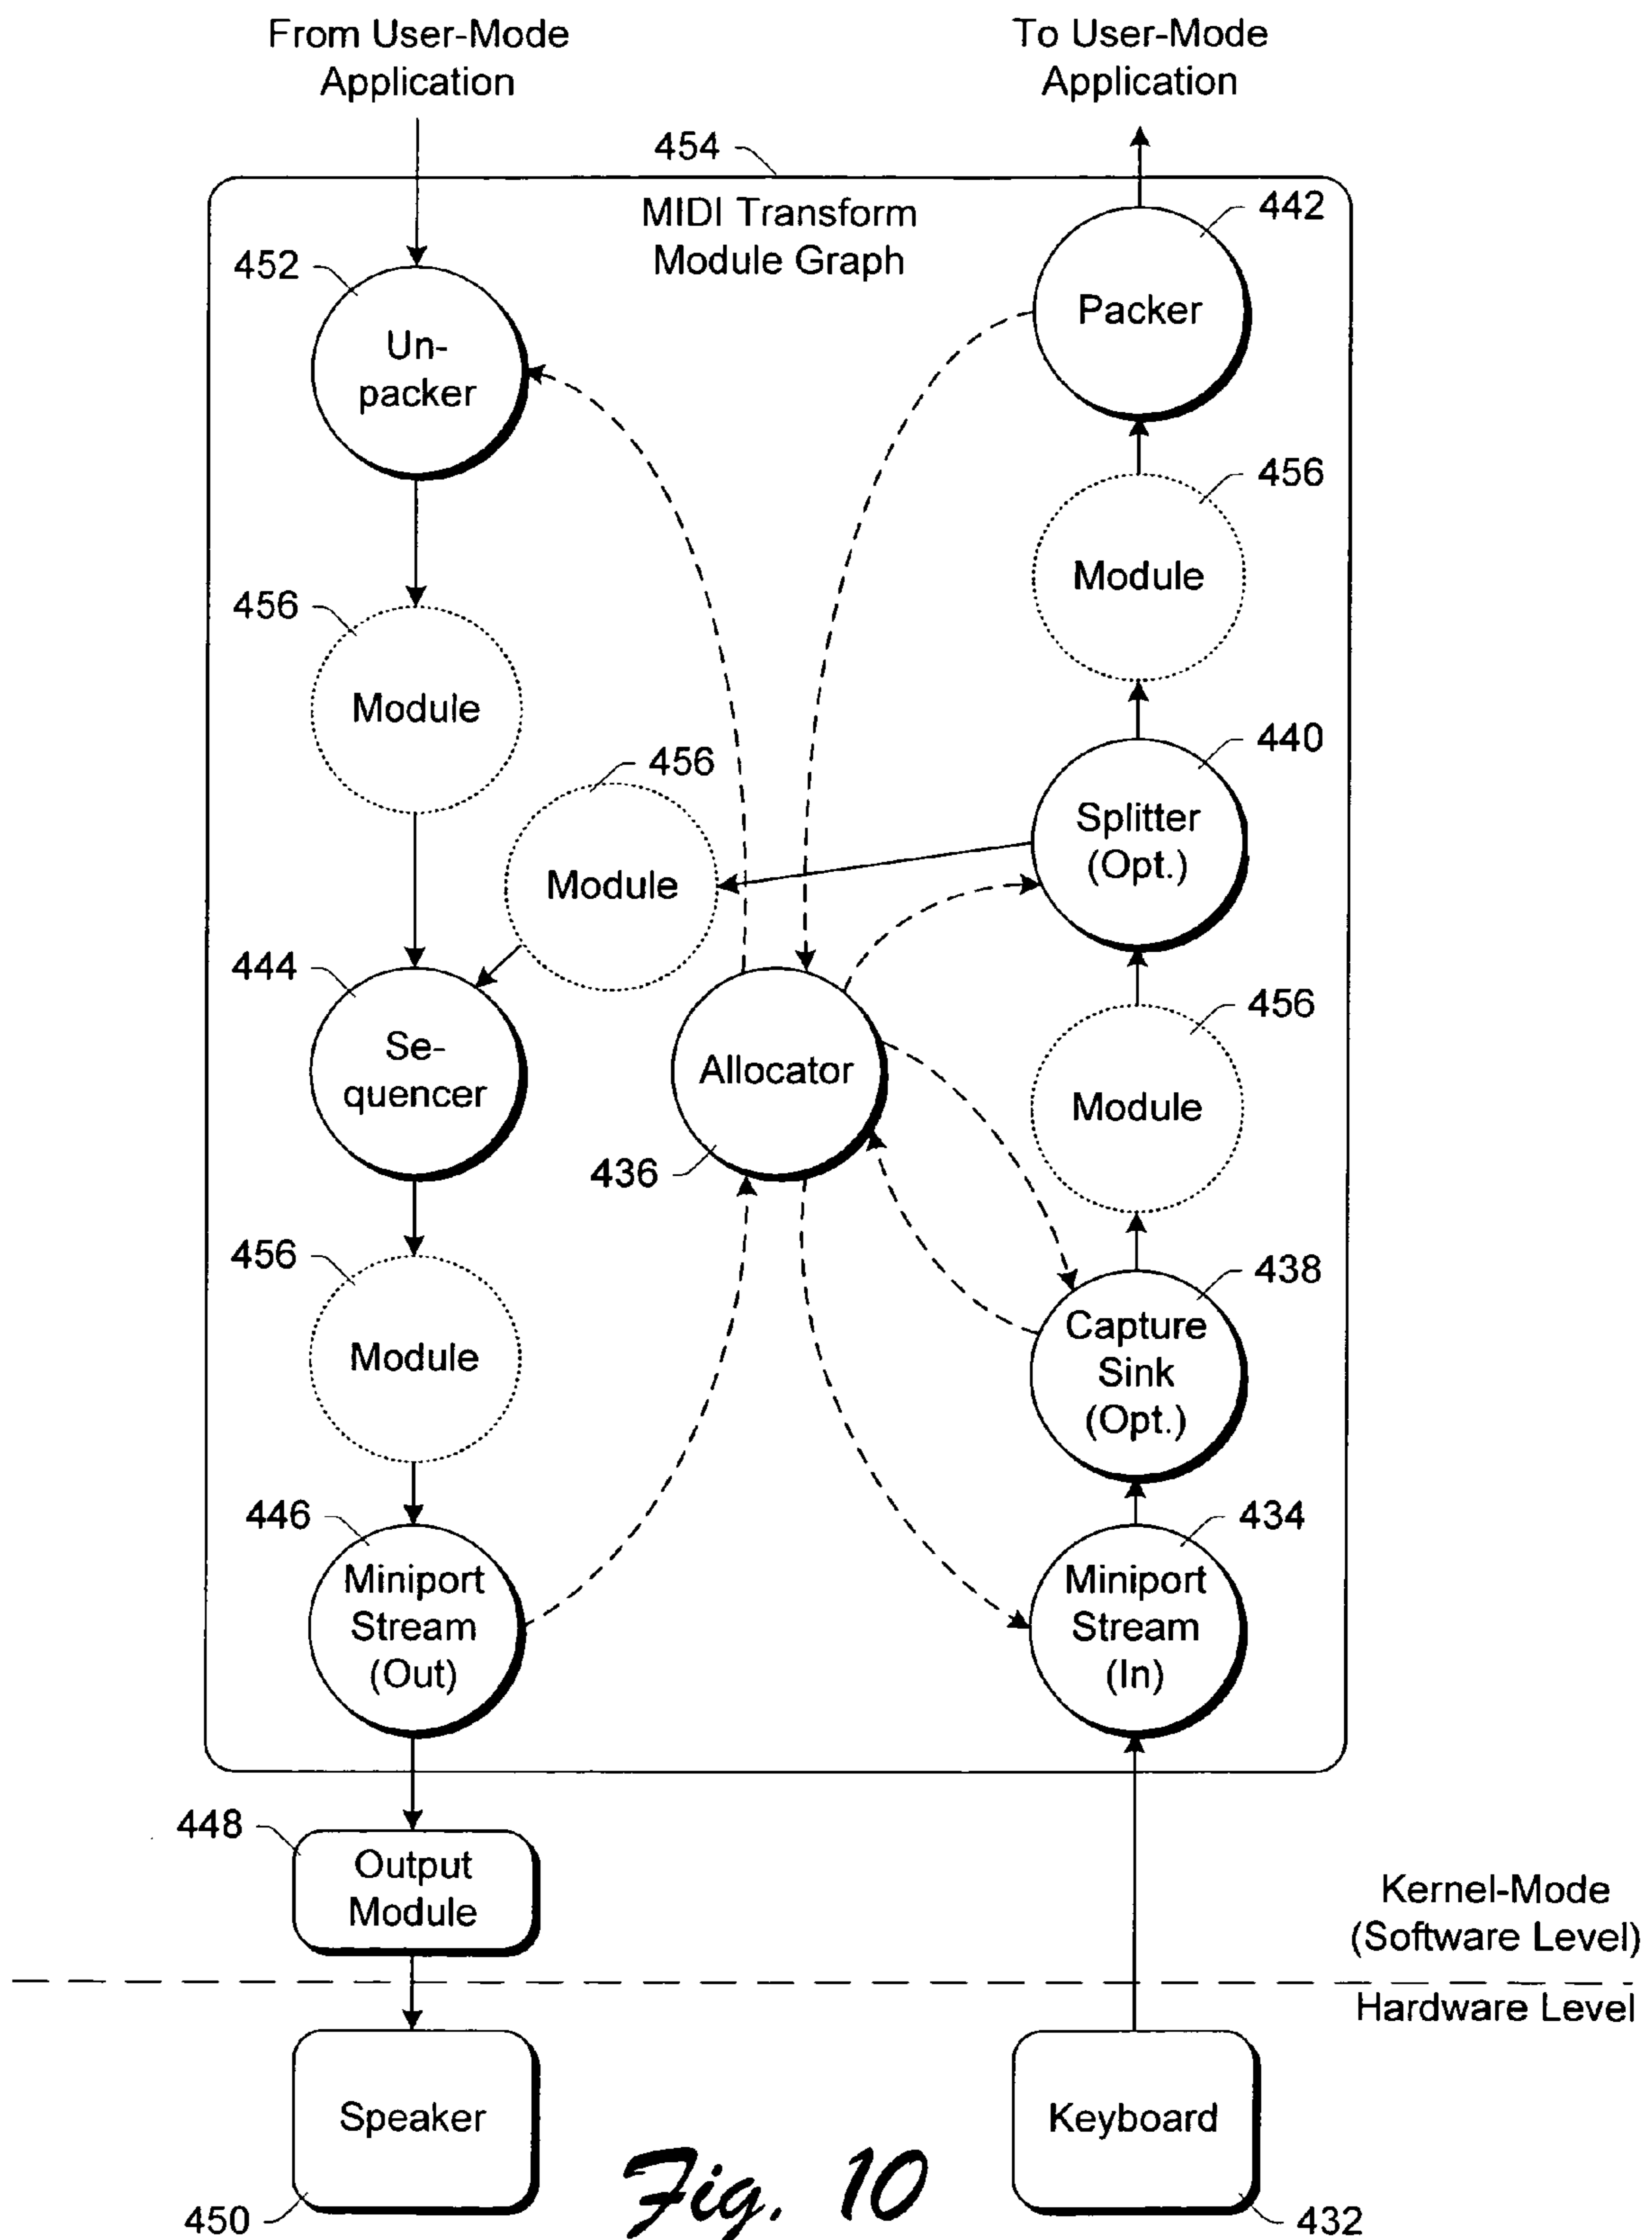 From User-Mode
Application
To User-Mode
Application
454
MIDI Transform
Module Graph
442
Packer
452
Un-
packer
456
Module
456
Module
456
Module
440
Splitter
(Opt.)
444
Se-
quencer
Allocator
436
456
Module
456
Module
438
Capture
Sink
(Opt.)
446
Miniport
Stream
(Out)
434
Miniport
Stream
(In)
448
Output
Module
Kernel-Mode
(Software Level)
Hardware Level
Speaker
450
Keyboard
432
Fig. 10